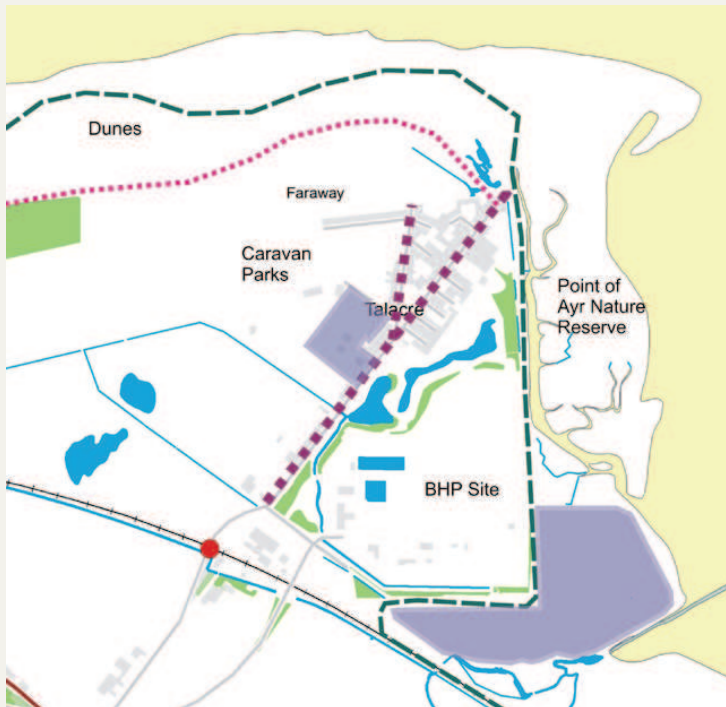 Dunes
Faraway
Caravan
Parks
Talacre
Point of
Ayr Nature
Reserve
BHP Site